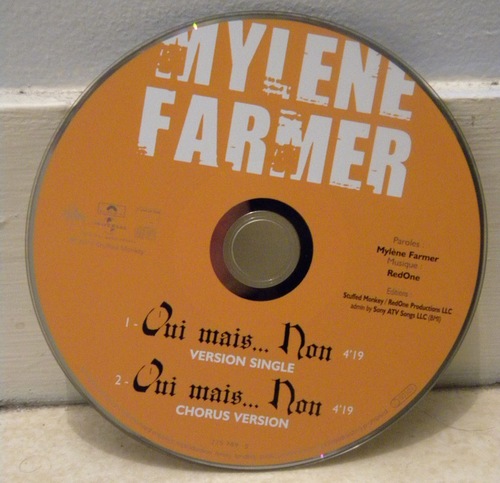 MYLENE
FARMER
Paroles
Mylène Farmer
Musique
RedOne
Editions
Stuffed Monkey / RedOne Productions LLC
admin by Sony ATV Songs LLC (BMI)
1 - Oui mais... Non 4'19
VERSION SINGLE
2 - Oui mais... Non 4'19
CHORUS VERSION